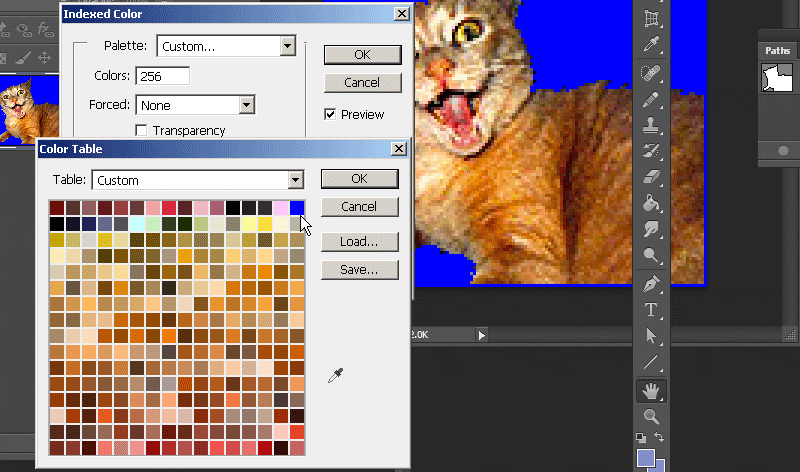 Indexed Color
Palette: Custom...
OK
Colors: 256
Cancel
Forced: None
Preview
Transparency
Paths
Color Table
Table: Custom
OK
Cancel
Load...
Save...
2.0K
T